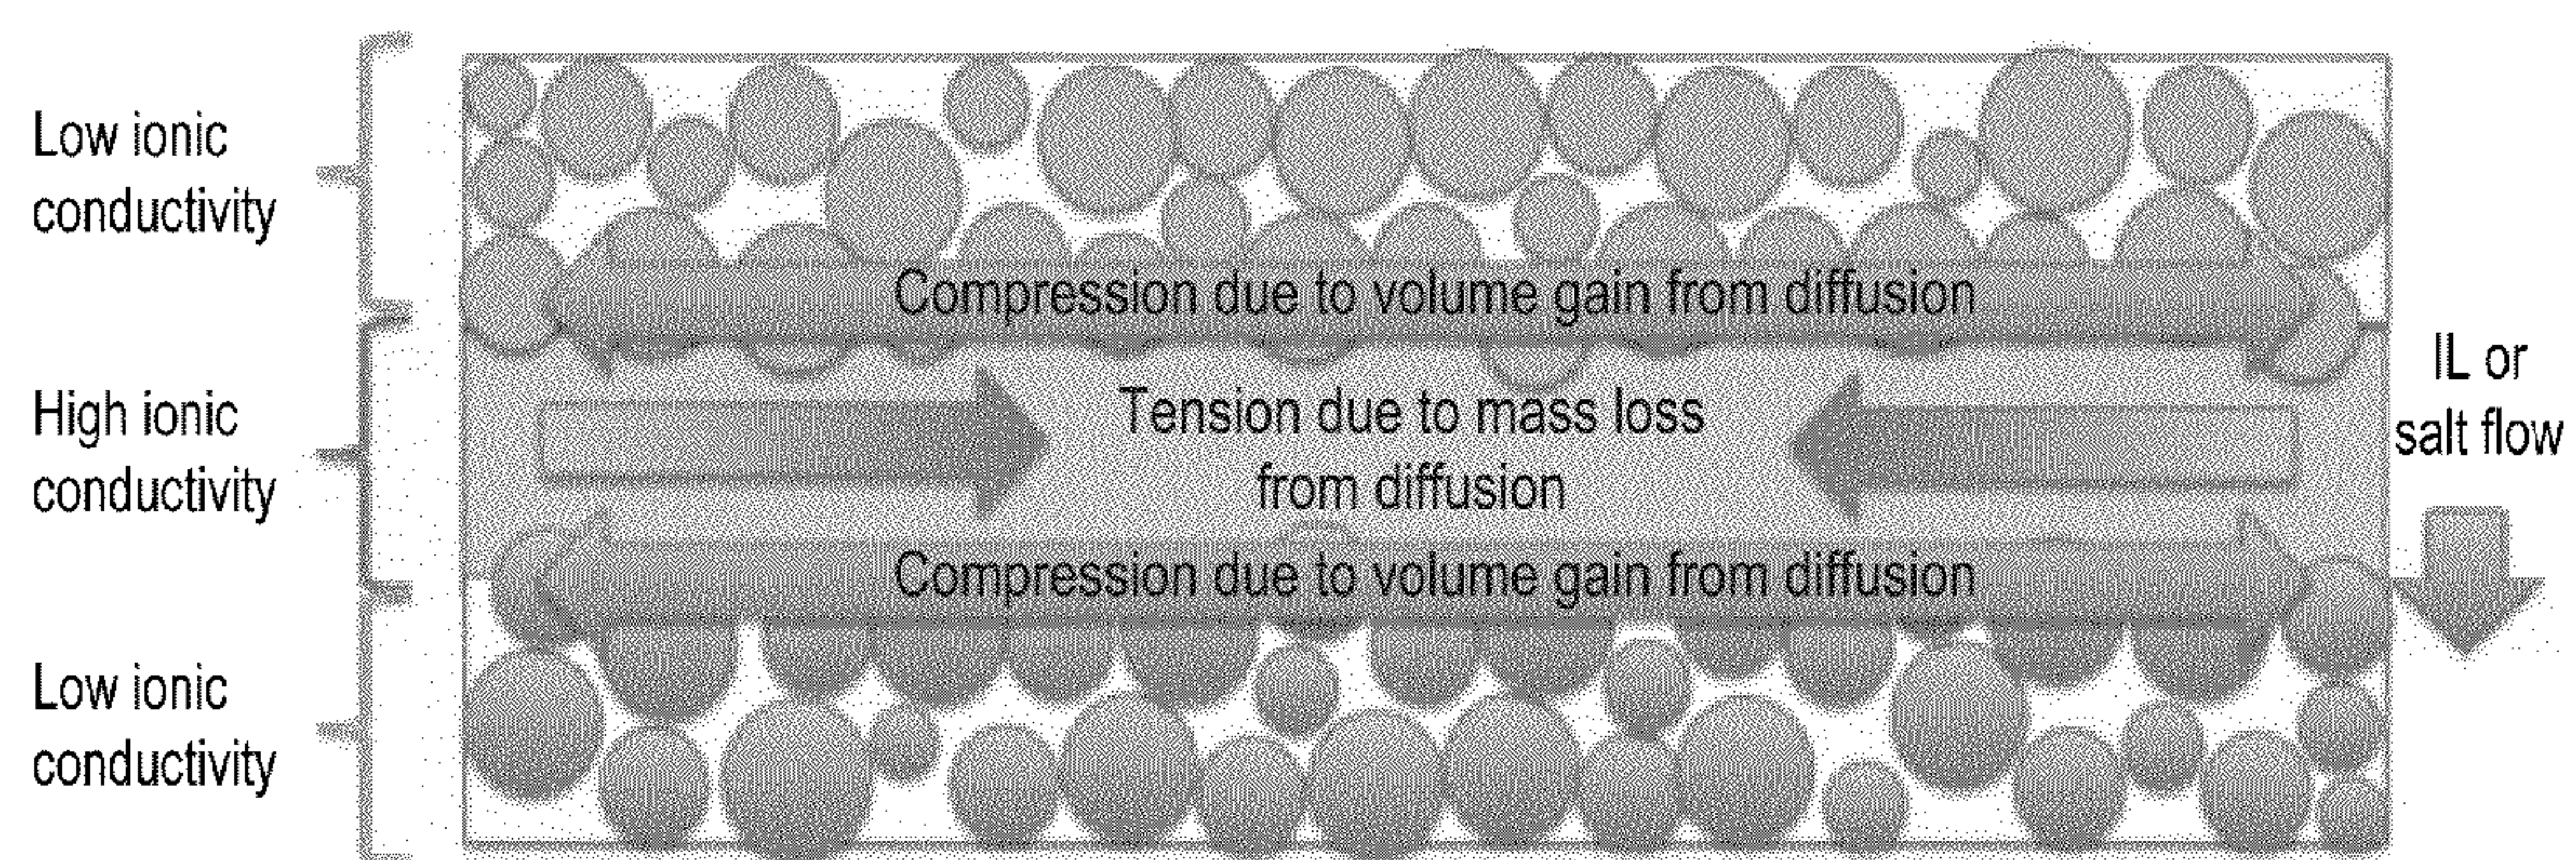 Low ionic
conductivity
Compression due to volume gain from diffusion
High ionic
conductivity
Tension due to mass loss
from diffusion
IL or
salt flow
Compression due to volume gain from diffusion
Low ionic
conductivity